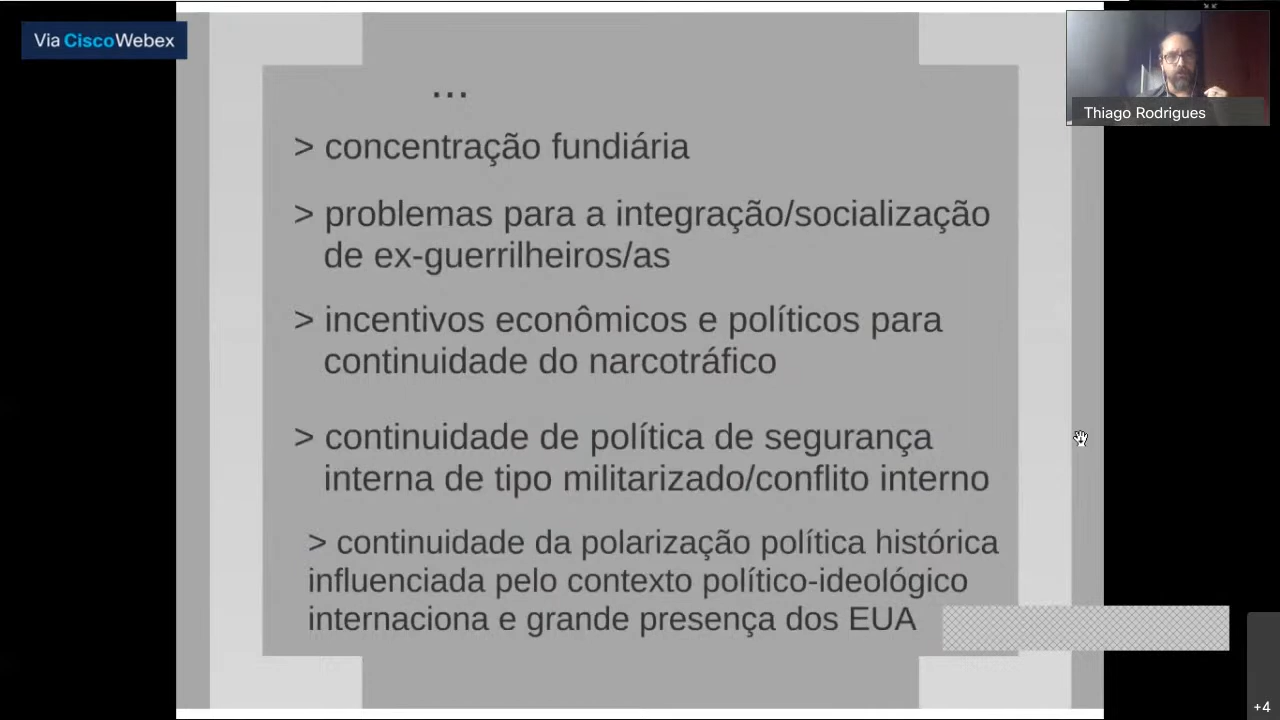 Via CiscoWebex
Thiago Rodrigues
...
> concentração fundiária
> problemas para a integração/socialização
de ex-guerrilheiros/as
> incentivos econômicos e políticos para
continuidade do narcotráfico
> continuidade de política de segurança
interna de tipo militarizado/conflito interno
> continuidade da polarização política histórica
influenciada pelo contexto político-ideológico
internaciona e grande presença dos EUA
+4